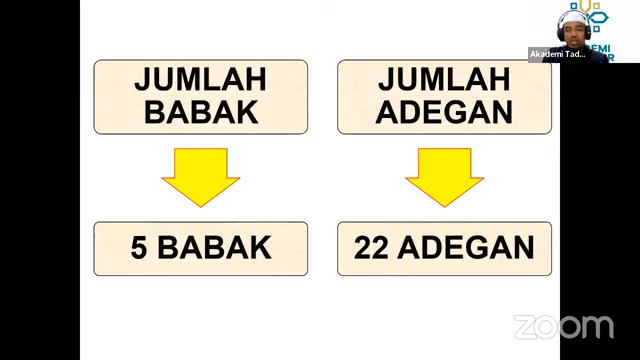 JUMLAH
BABAK
JUMLAH
ADEGAN
5 BABAK
22 ADEGAN
Akademi Tad...
zoom